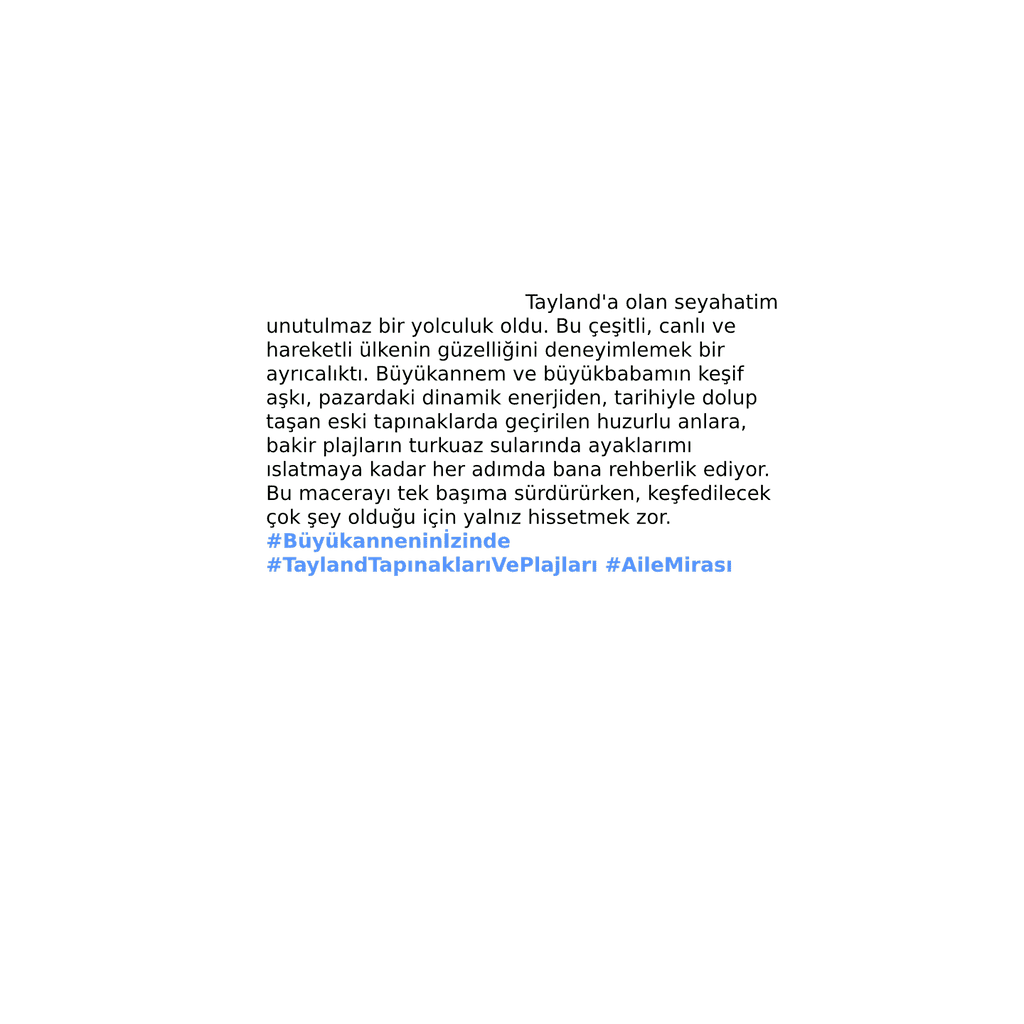 Tayland'a olan seyahatim
unutulmaz bir yolculuk oldu. Bu çeşitli, canlı ve
hareketli ülkenin güzelliğini deneyimlemek bir
ayrıcalıktı. Büyükannem ve büyükbabamın keşif
aşkı, pazardaki dinamik enerjiden, tarihiyle dolup
taşan eski tapınaklarda geçirilen huzurlu anlara,
bakir plajların turkuaz sularında ayaklarımı
ıslatmaya kadar her adımda bana rehberlik ediyor.
Bu macerayı tek başıma sürdürürken, keşfedilecek
çok şey olduğu için yalnız hissetmek zor.
#Büyükanneninİzinde
#TaylandTapınaklarıVePlajları #AileMirası